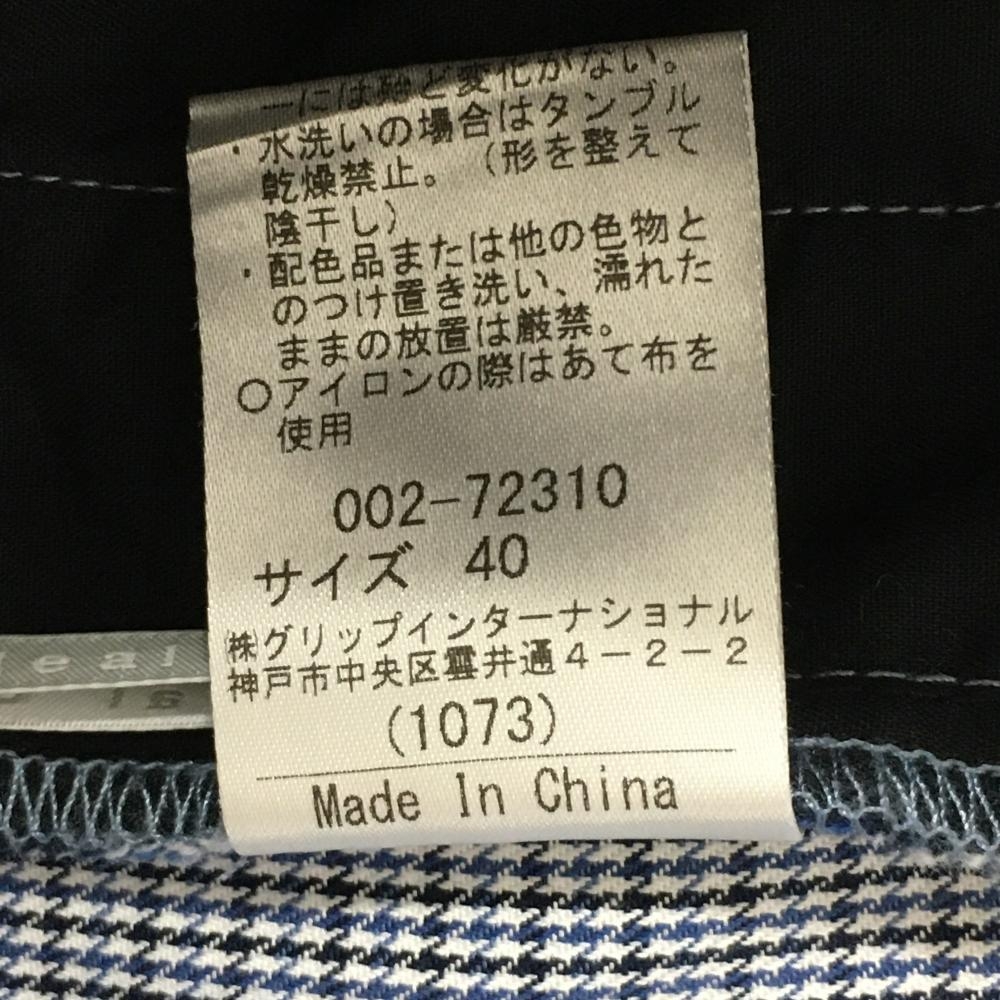 ーには殆ど変化がない。
・水洗いの場合はタンブル
乾燥禁止。（形を整えて
陰干し）
・配色品または他の色物と
のつけ置き洗い、濡れた
ままの放置は厳禁。
○アイロンの際はあて布を
使用
002-72310
サイズ 40
㈱グリップインターナショナル
神戸市中央区雲井通４－２－２
(1073)
Made In China